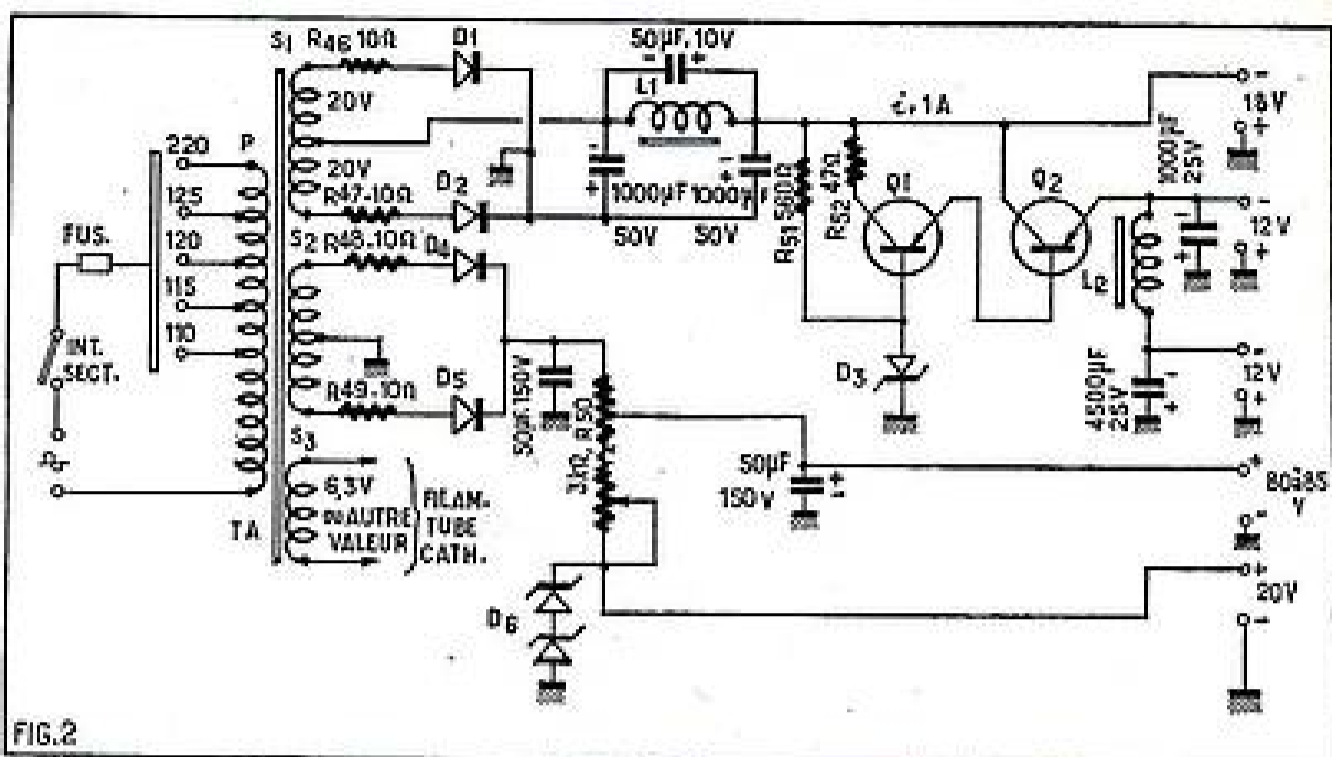 S1 R46 10Ω D1
50µF.10V
L1
20V
i, 1A
18V
220 P
125
120
115
110
FUS.
INT.
SECT.
20V
R47-10Ω D2
1000µF 1000µF
50V 50V
R51 560Ω
R52 47Ω
Q1
Q2
1000µF
25V
12V
L2
S2 R48.10Ω D4
R49-10Ω D5
50µF.150V
3kΩ, R50
D3
4500µF
25V
12V
50µF
150V
80à85
V
S3
6,3V
ou AUTRE
VALEUR
FILAM.
TUBE
CATH.
TA
D6
20V
FIG.2